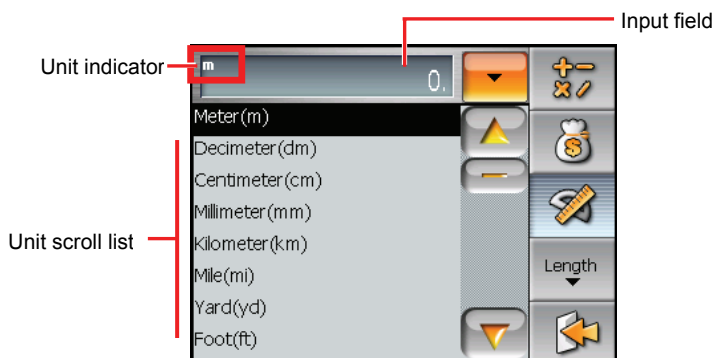 Input field
Unit indicator
m
0.
Meter(m)
Decimeter(dm)
Centimeter(cm)
Millimeter(mm)
Kilometer(km)
Mile(mi)
Yard(yd)
Foot(ft)
Unit scroll list
Length